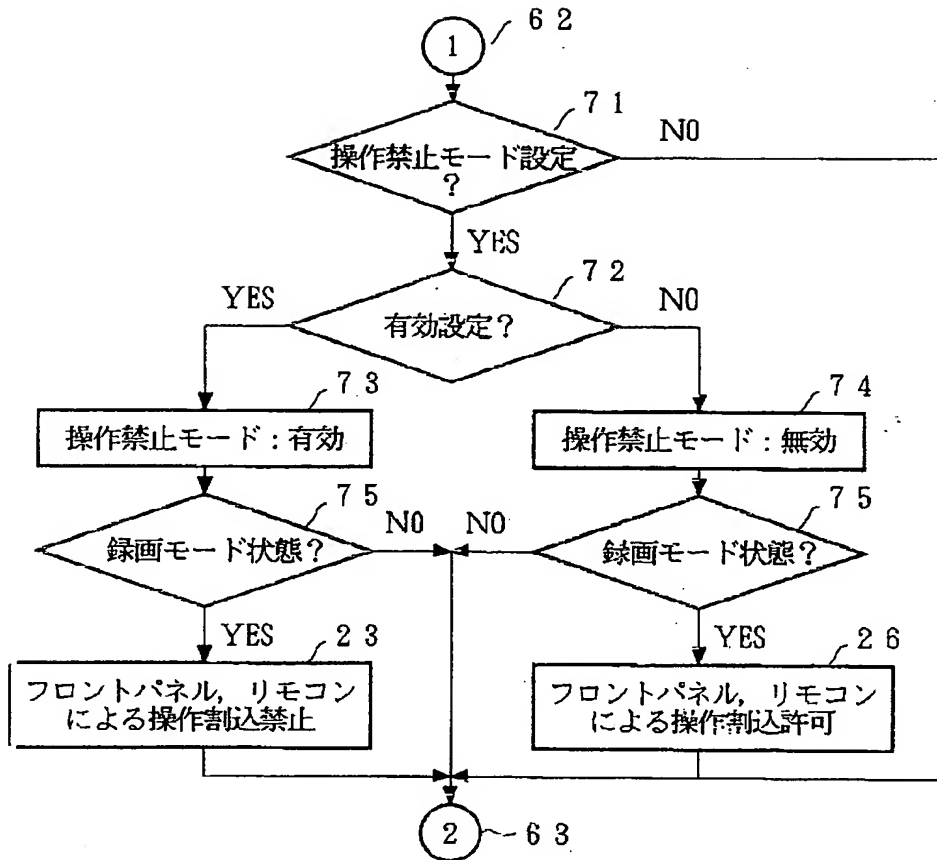 ６２
1
７１
操作禁止モード設定
?
NO
YES
７２
YES
有効設定？
NO
７３
操作禁止モード：有効
７４
操作禁止モード：無効
７５
録画モード状態？
NO
NO
７５
録画モード状態？
YES
２３
フロントパネル，リモコン
による操作割込禁止
YES
２６
フロントパネル，リモコン
による操作割込許可
2
６３